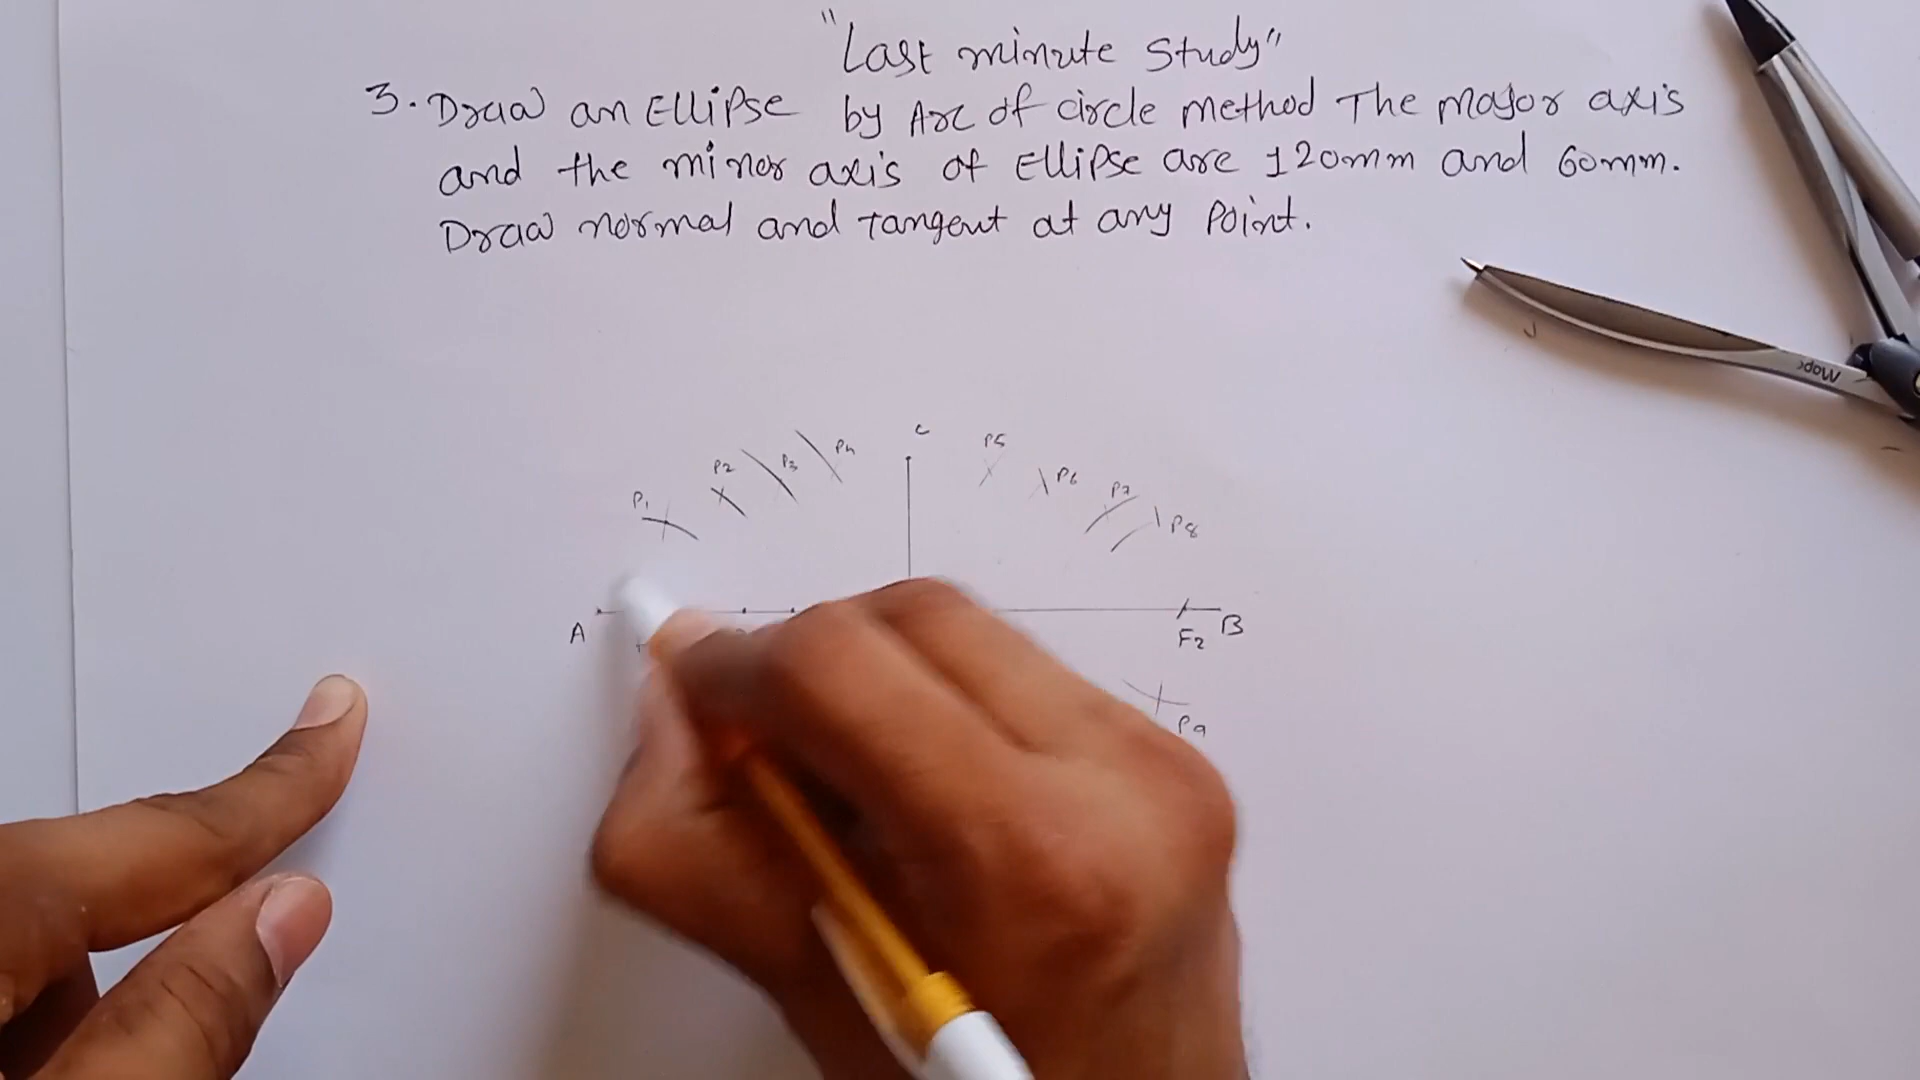 "Last minute Study"
3. Draw an Ellipse by Arc of circle method The major axis
and the minor axis of Ellipse are 120mm and 60mm.
Draw normal and Tangent at any Point.
C
P1 P2 P3 P4 P5 P6 P7 P8
A
F2 B
P9